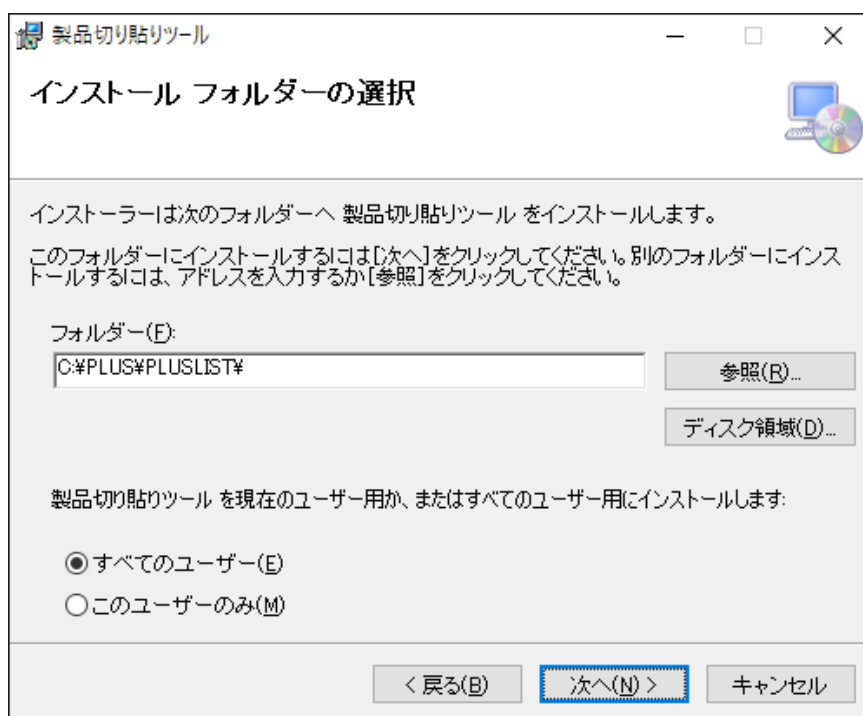 製品切り貼りツール
インストール フォルダーの選択
インストーラーは次のフォルダーへ 製品切り貼りツール をインストールします。
このフォルダーにインストールするには[次へ]をクリックしてください。別のフォルダーにインス
トールするには、アドレスを入力するか[参照]をクリックしてください。
フォルダー(F):
C:¥PLUS¥PLUSLIST¥
参照(R)...
ディスク領域(D)...
製品切り貼りツール を現在のユーザー用か、またはすべてのユーザー用にインストールします:
すべてのユーザー(E)
このユーザーのみ(M)
< 戻る(B)
次へ(N) >
キャンセル